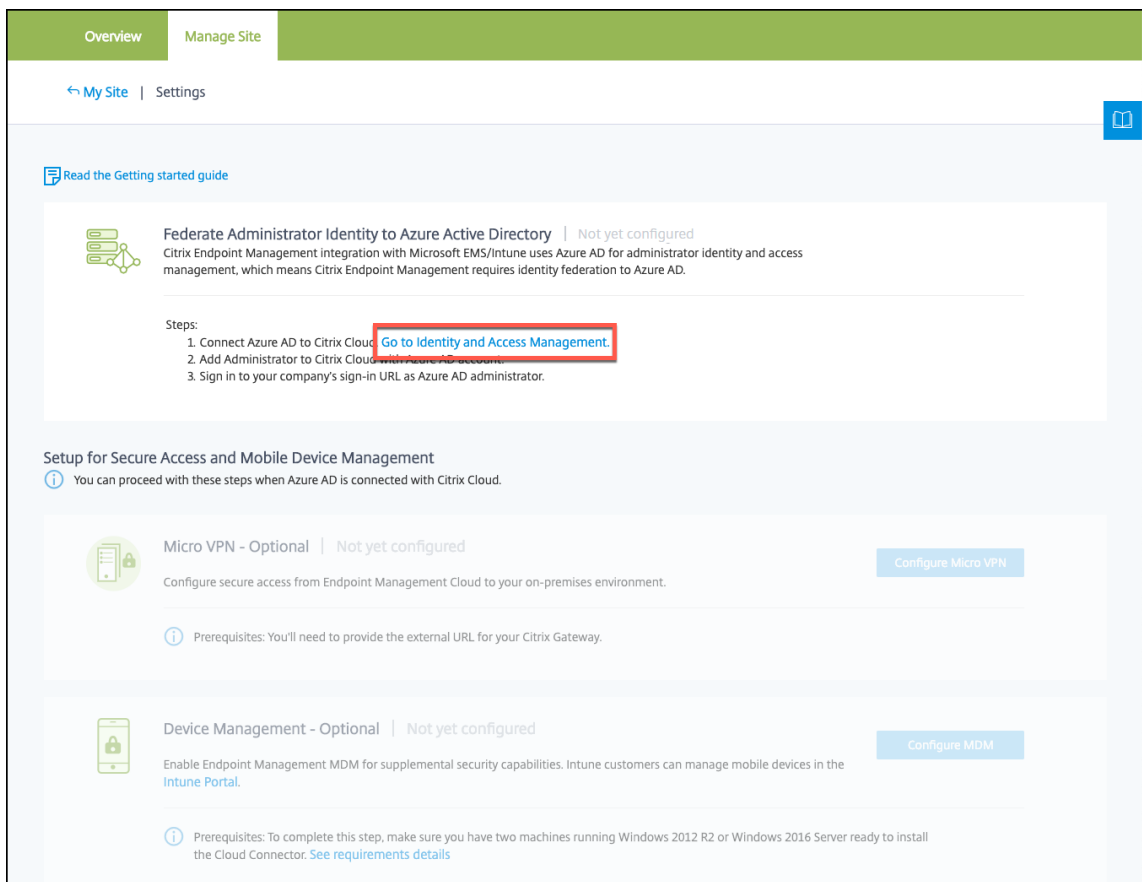 Overview
Manage Site
My Site | Settings
Read the Getting started guide
Federate Administrator Identity to Azure Active Directory | Not yet configured
Citrix Endpoint Management integration with Microsoft EMS/Intune uses Azure AD for administrator identity and access
management, which means Citrix Endpoint Management requires identity federation to Azure AD.
Steps:
1. Connect Azure AD to Citrix Cloud Go to Identity and Access Management.
2. Add Administrator to Citrix Cloud with Azure AD account.
3. Sign in to your company's sign-in URL as Azure AD administrator.
Setup for Secure Access and Mobile Device Management
You can proceed with these steps when Azure AD is connected with Citrix Cloud.
Micro VPN - Optional | Not yet configured
Configure Micro VPN
Configure secure access from Endpoint Management Cloud to your on-premises environment.
Prerequisites: You'll need to provide the external URL for your Citrix Gateway.
Device Management - Optional | Not yet configured
Configure MDM
Enable Endpoint Management MDM for supplemental security capabilities. Intune customers can manage mobile devices in the
Intune Portal.
Prerequisites: To complete this step, make sure you have two machines running Windows 2012 R2 or Windows 2016 Server ready to install
the Cloud Connector. See requirements details